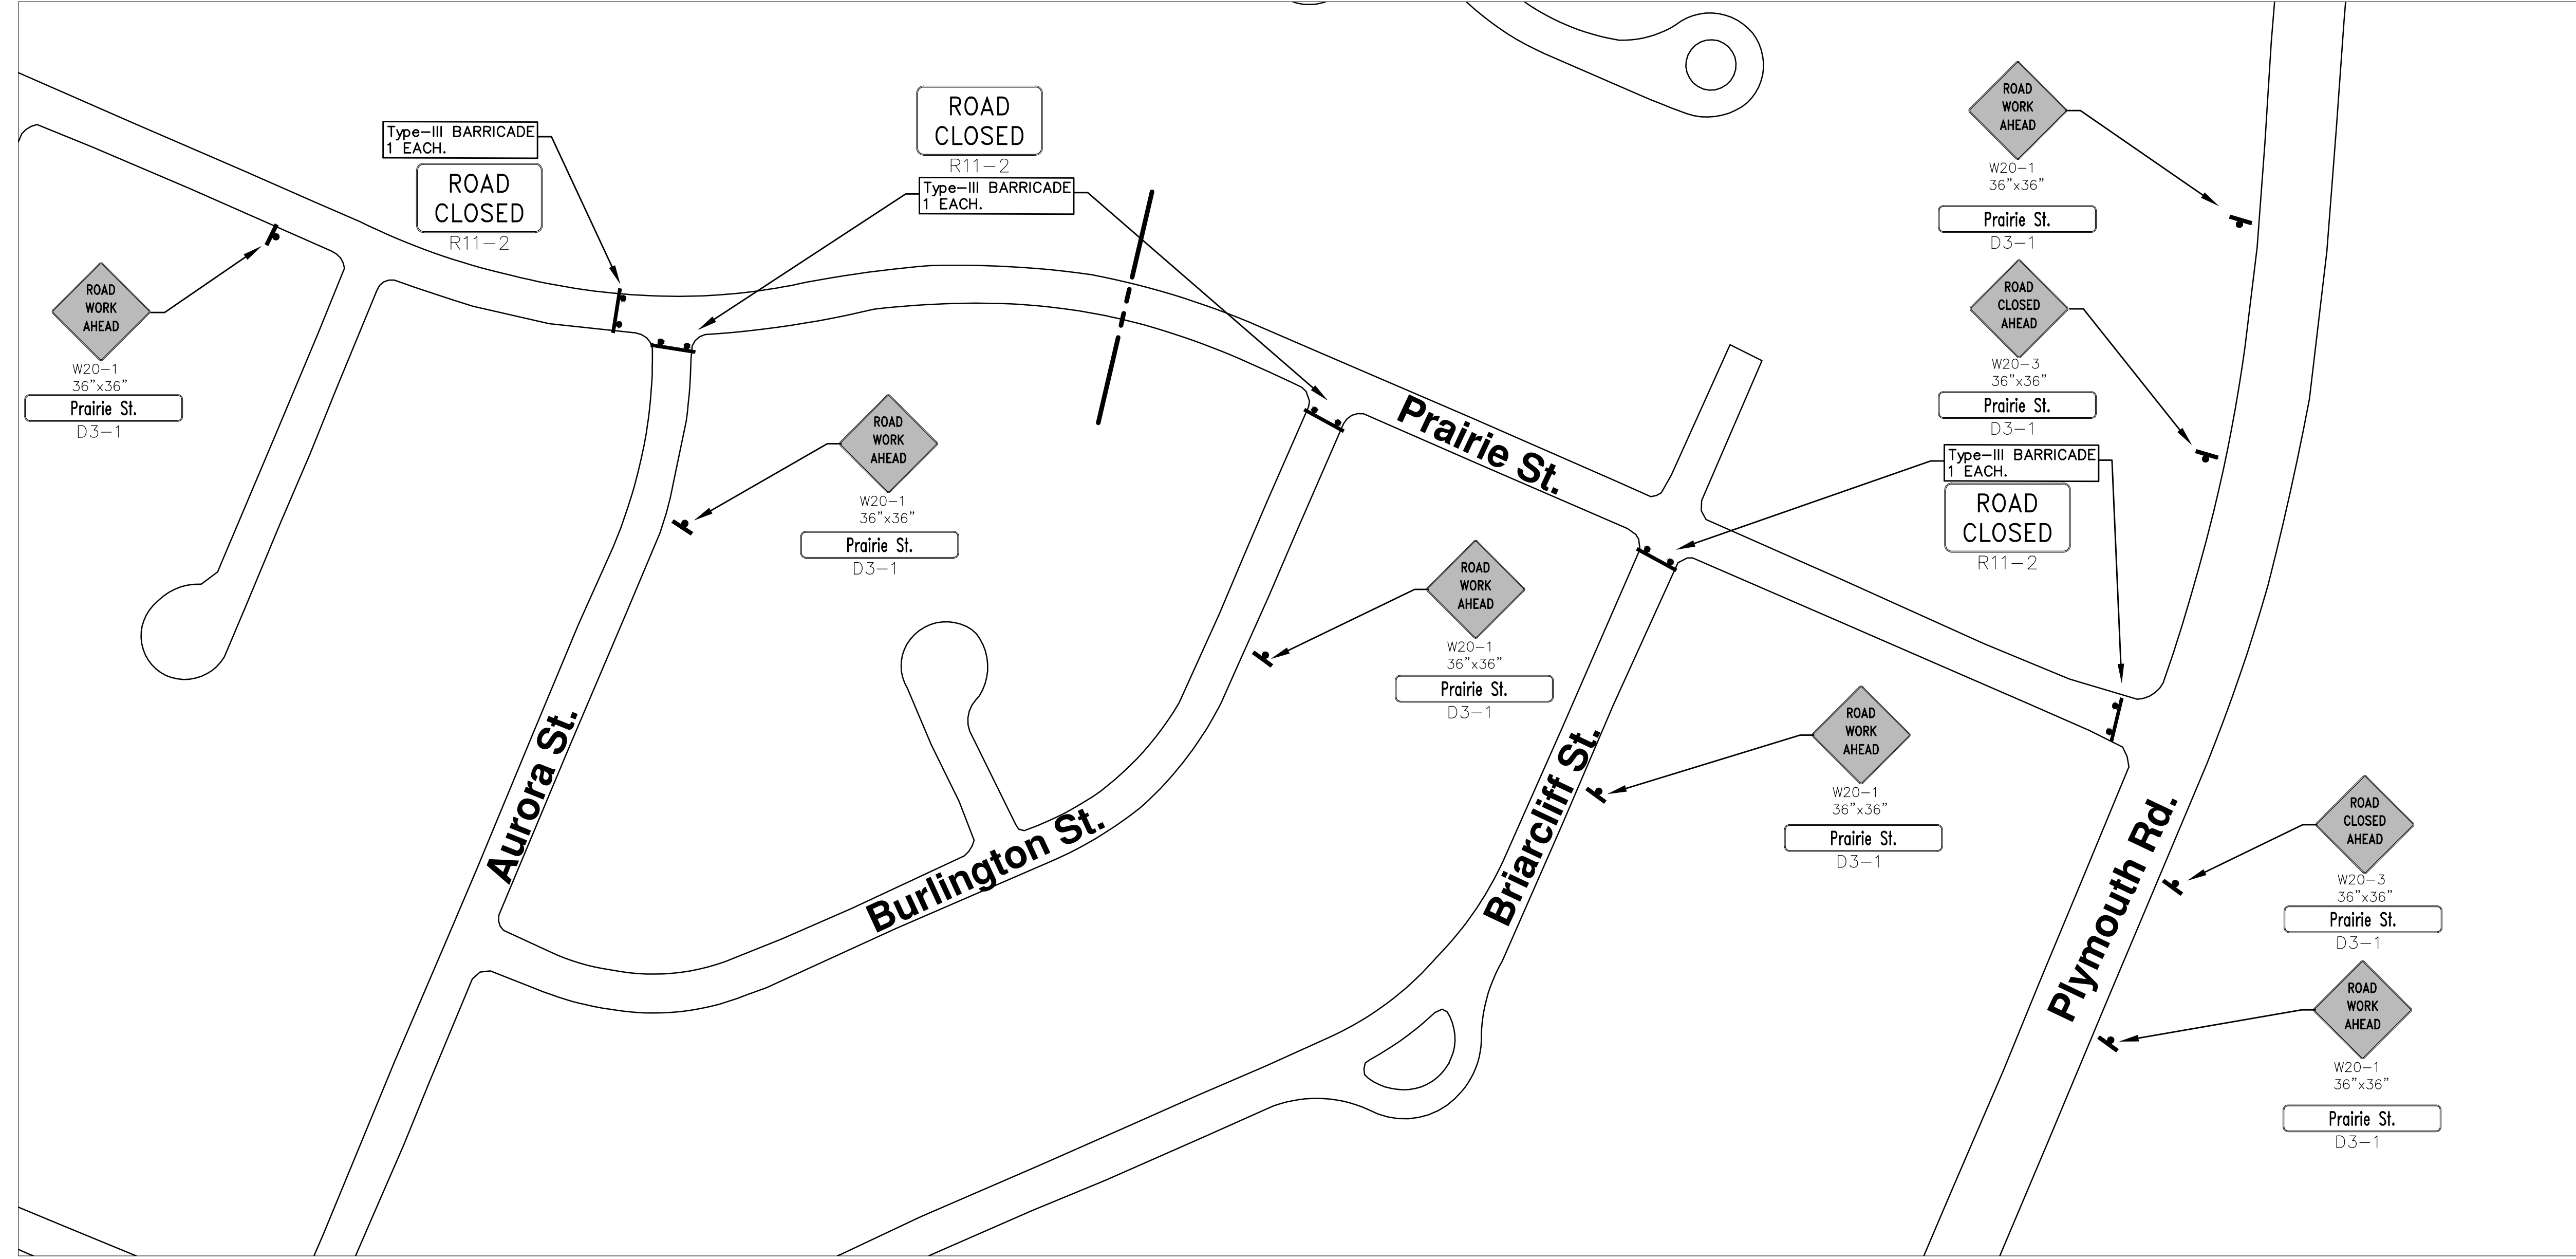 Type-III BARRICADE
1 EACH.
ROAD
CLOSED
R11-2
ROAD
CLOSED
R11-2
Type-III BARRICADE
1 EACH.
ROAD
WORK
AHEAD
W20-1
36"x36"
Prairie St.
D3-1
ROAD
WORK
AHEAD
W20-1
36"x36"
Prairie St.
D3-1
ROAD
CLOSED
AHEAD
W20-3
36"x36"
Prairie St.
D3-1
Type-III BARRICADE
1 EACH.
ROAD
CLOSED
R11-2
ROAD
WORK
AHEAD
W20-1
36"x36"
Prairie St.
D3-1
Prairie St.
ROAD
WORK
AHEAD
W20-1
36"x36"
Prairie St.
D3-1
ROAD
WORK
AHEAD
W20-1
36"x36"
Prairie St.
D3-1
Aurora St.
Burlington St.
Briarcliff St.
Plymouth Rd.
ROAD
CLOSED
AHEAD
W20-3
36"x36"
Prairie St.
D3-1
ROAD
WORK
AHEAD
W20-1
36"x36"
Prairie St.
D3-1